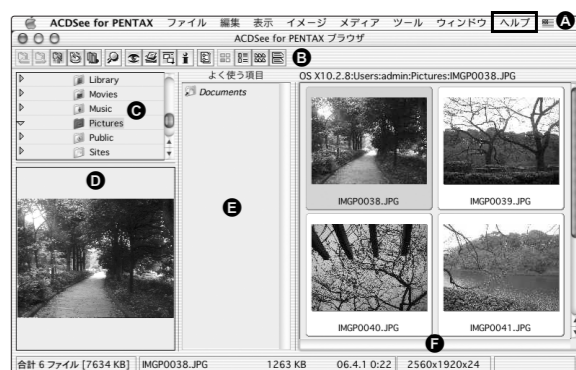 ACDSee for PENTAX ファイル 編集 表示 イメージ メディア ツール ウィンドウ ヘルプ A
ACDSee for PENTAX ブラウザ
B
よく使う項目
OS X10.2.8:Users:admin:Pictures:IMGP0038.JPG
Library
Movies
Music
C
Pictures
Public
Sites
Documents
D
E
IMGP0038.JPG
IMGP0039.JPG
IMGP0040.JPG
IMGP0041.JPG
F
合計 6 ファイル [7634 KB] IMGP0038.JPG 1263 KB 06.4.1 0:22 2560x1920x24